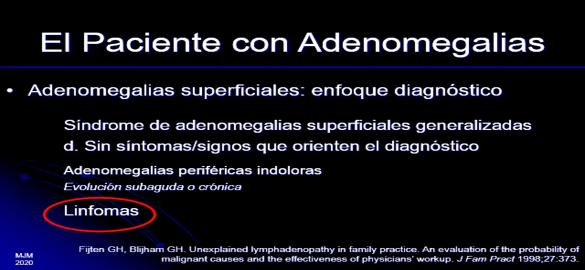 El Paciente con Adenomegalias
• Adenomegalias superficiales: enfoque diagnóstico
Síndrome de adenomegalias superficiales generalizadas
d. Sin síntomas/signos que orienten el diagnóstico
Adenomegalias periféricas indoloras
Evolución subaguda o crónica
Linfomas
MJM
2020
Fijten GH, Blijham GH. Unexplained lymphadenopathy in family practice. An evaluation of the probability of
malignant causes and the effectiveness of physicians' workup. J Fam Pract 1998;27:373.